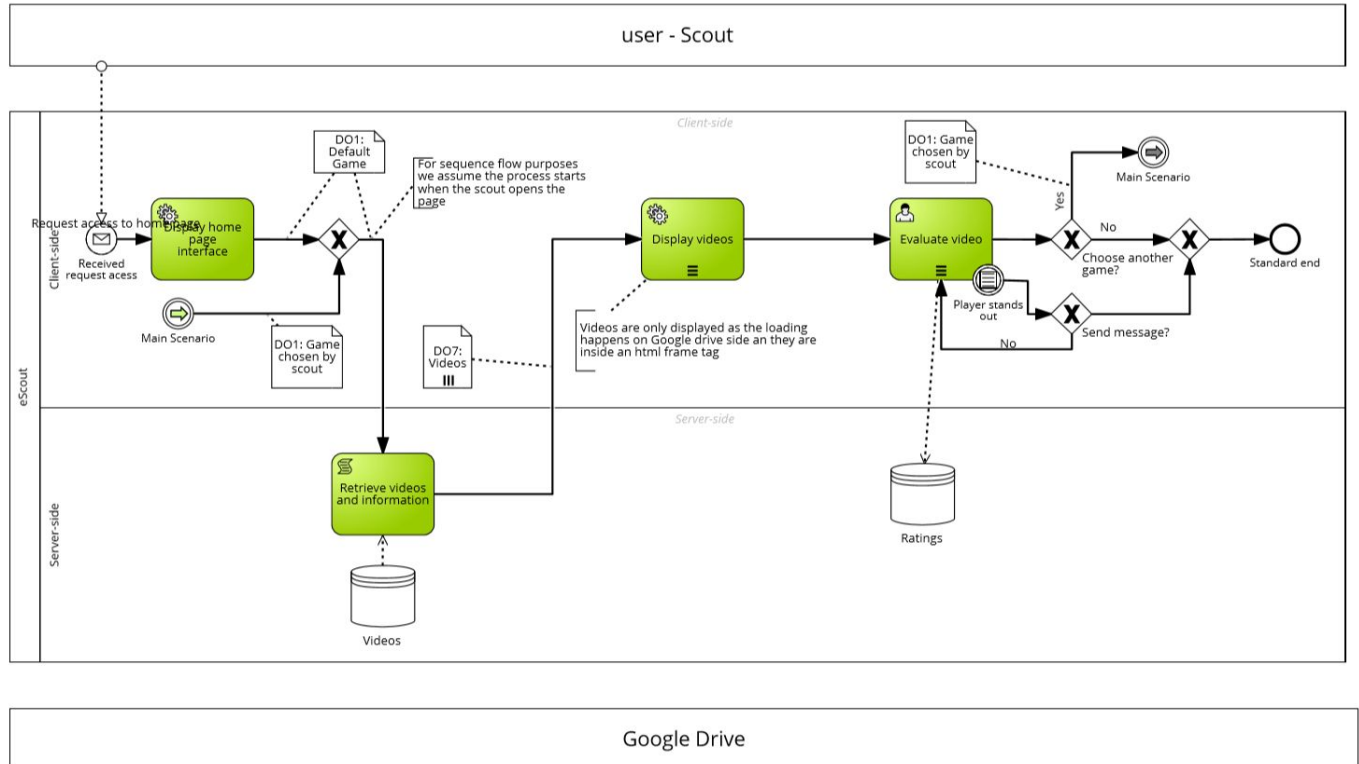 user - Scout
Client-side
DO1:
Default
Game
For sequence flow purposes
we assume the process starts
when the scout opens the
page
DO1: Game
chosen by
scout
Main Scenario
Yes
Request access to home page
Display home
page
interface
Received
request acess
Display videos
Evaluate video
No
Choose another
game?
Standard end
Client-side
Main Scenario
DO1: Game
chosen by
scout
DO7:
Videos
Videos are only displayed as the loading
happens on Google drive side an they are
inside an html frame tag
Player stands
out
Send message?
No
eScout
Server-side
Server-side
Retrieve videos
and information
Ratings
Videos
Google Drive